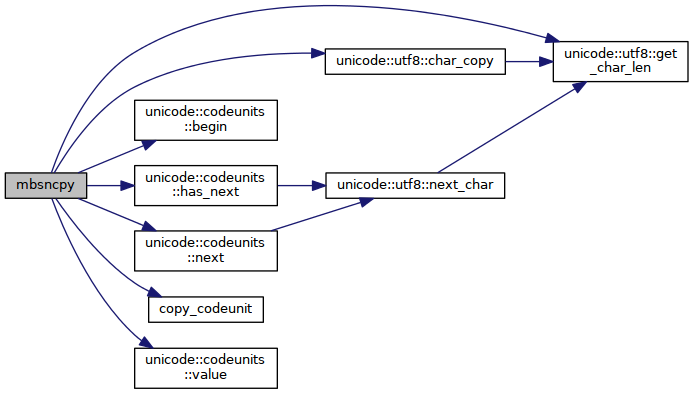 mbsncpy
unicode::utf8::get
_char_len
unicode::utf8::char_copy
unicode::codeunits
::begin
unicode::codeunits
::has_next
unicode::utf8::next_char
unicode::codeunits
::next
copy_codeunit
unicode::codeunits
::value